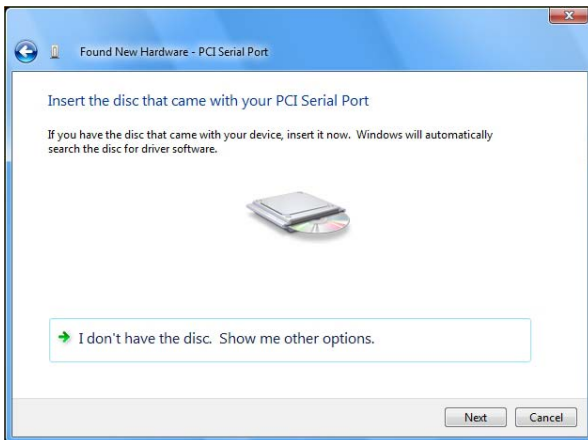 Found New Hardware - PCI Serial Port
Insert the disc that came with your PCI Serial Port
If you have the disc that came with your device, insert it now.  Windows will automatically
search the disc for driver software.
I don't have the disc.  Show me other options.
Next Cancel